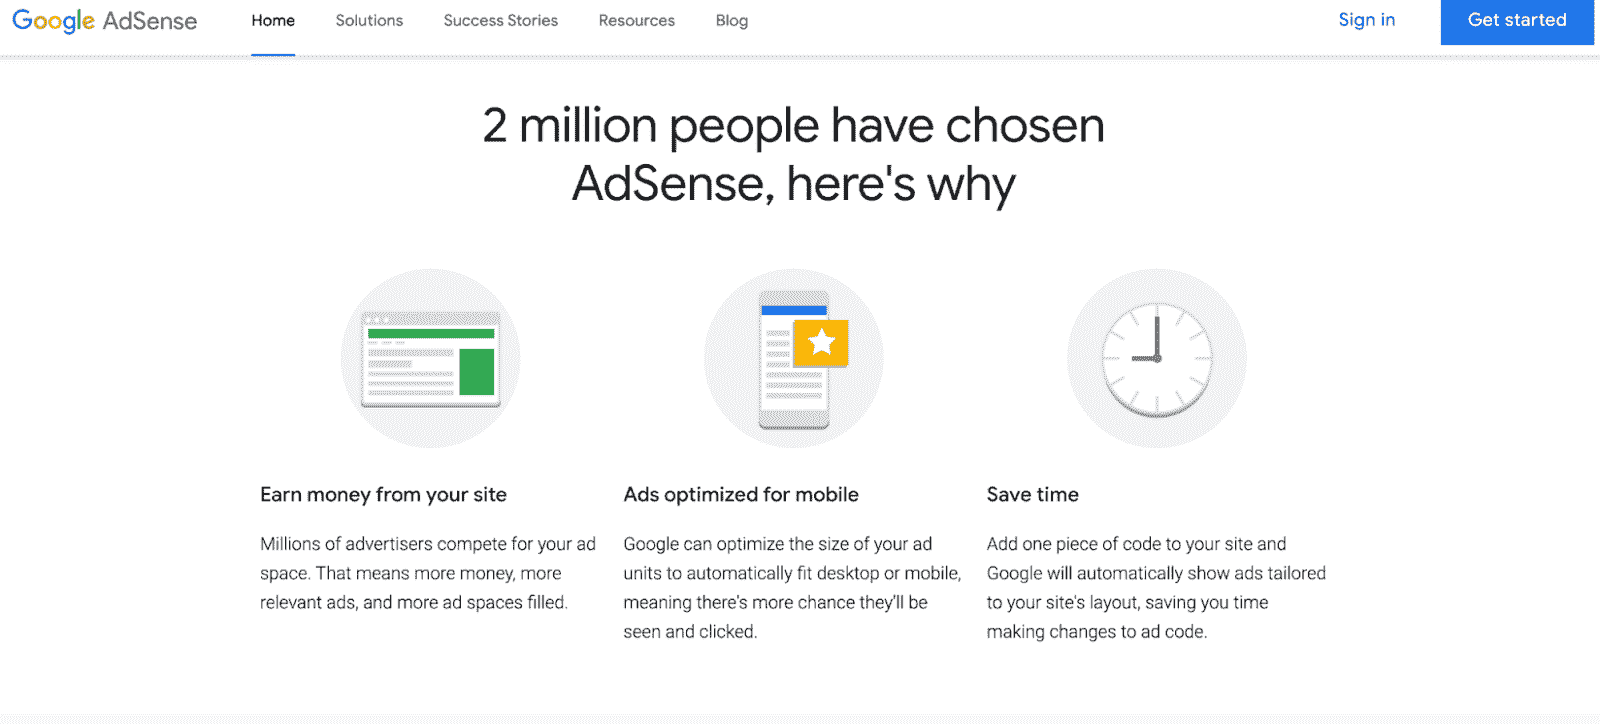 Google AdSense Home Solutions Success Stories Resources Blog Sign in Get started
2 million people have chosen
AdSense, here's why
Earn money from your site
Millions of advertisers compete for your ad
space. That means more money, more
relevant ads, and more ad spaces filled.
Ads optimized for mobile
Google can optimize the size of your ad
units to automatically fit desktop or mobile,
meaning there's more chance they'll be
seen and clicked.
Save time
Add one piece of code to your site and
Google will automatically show ads tailored
to your site's layout, saving you time
making changes to ad code.